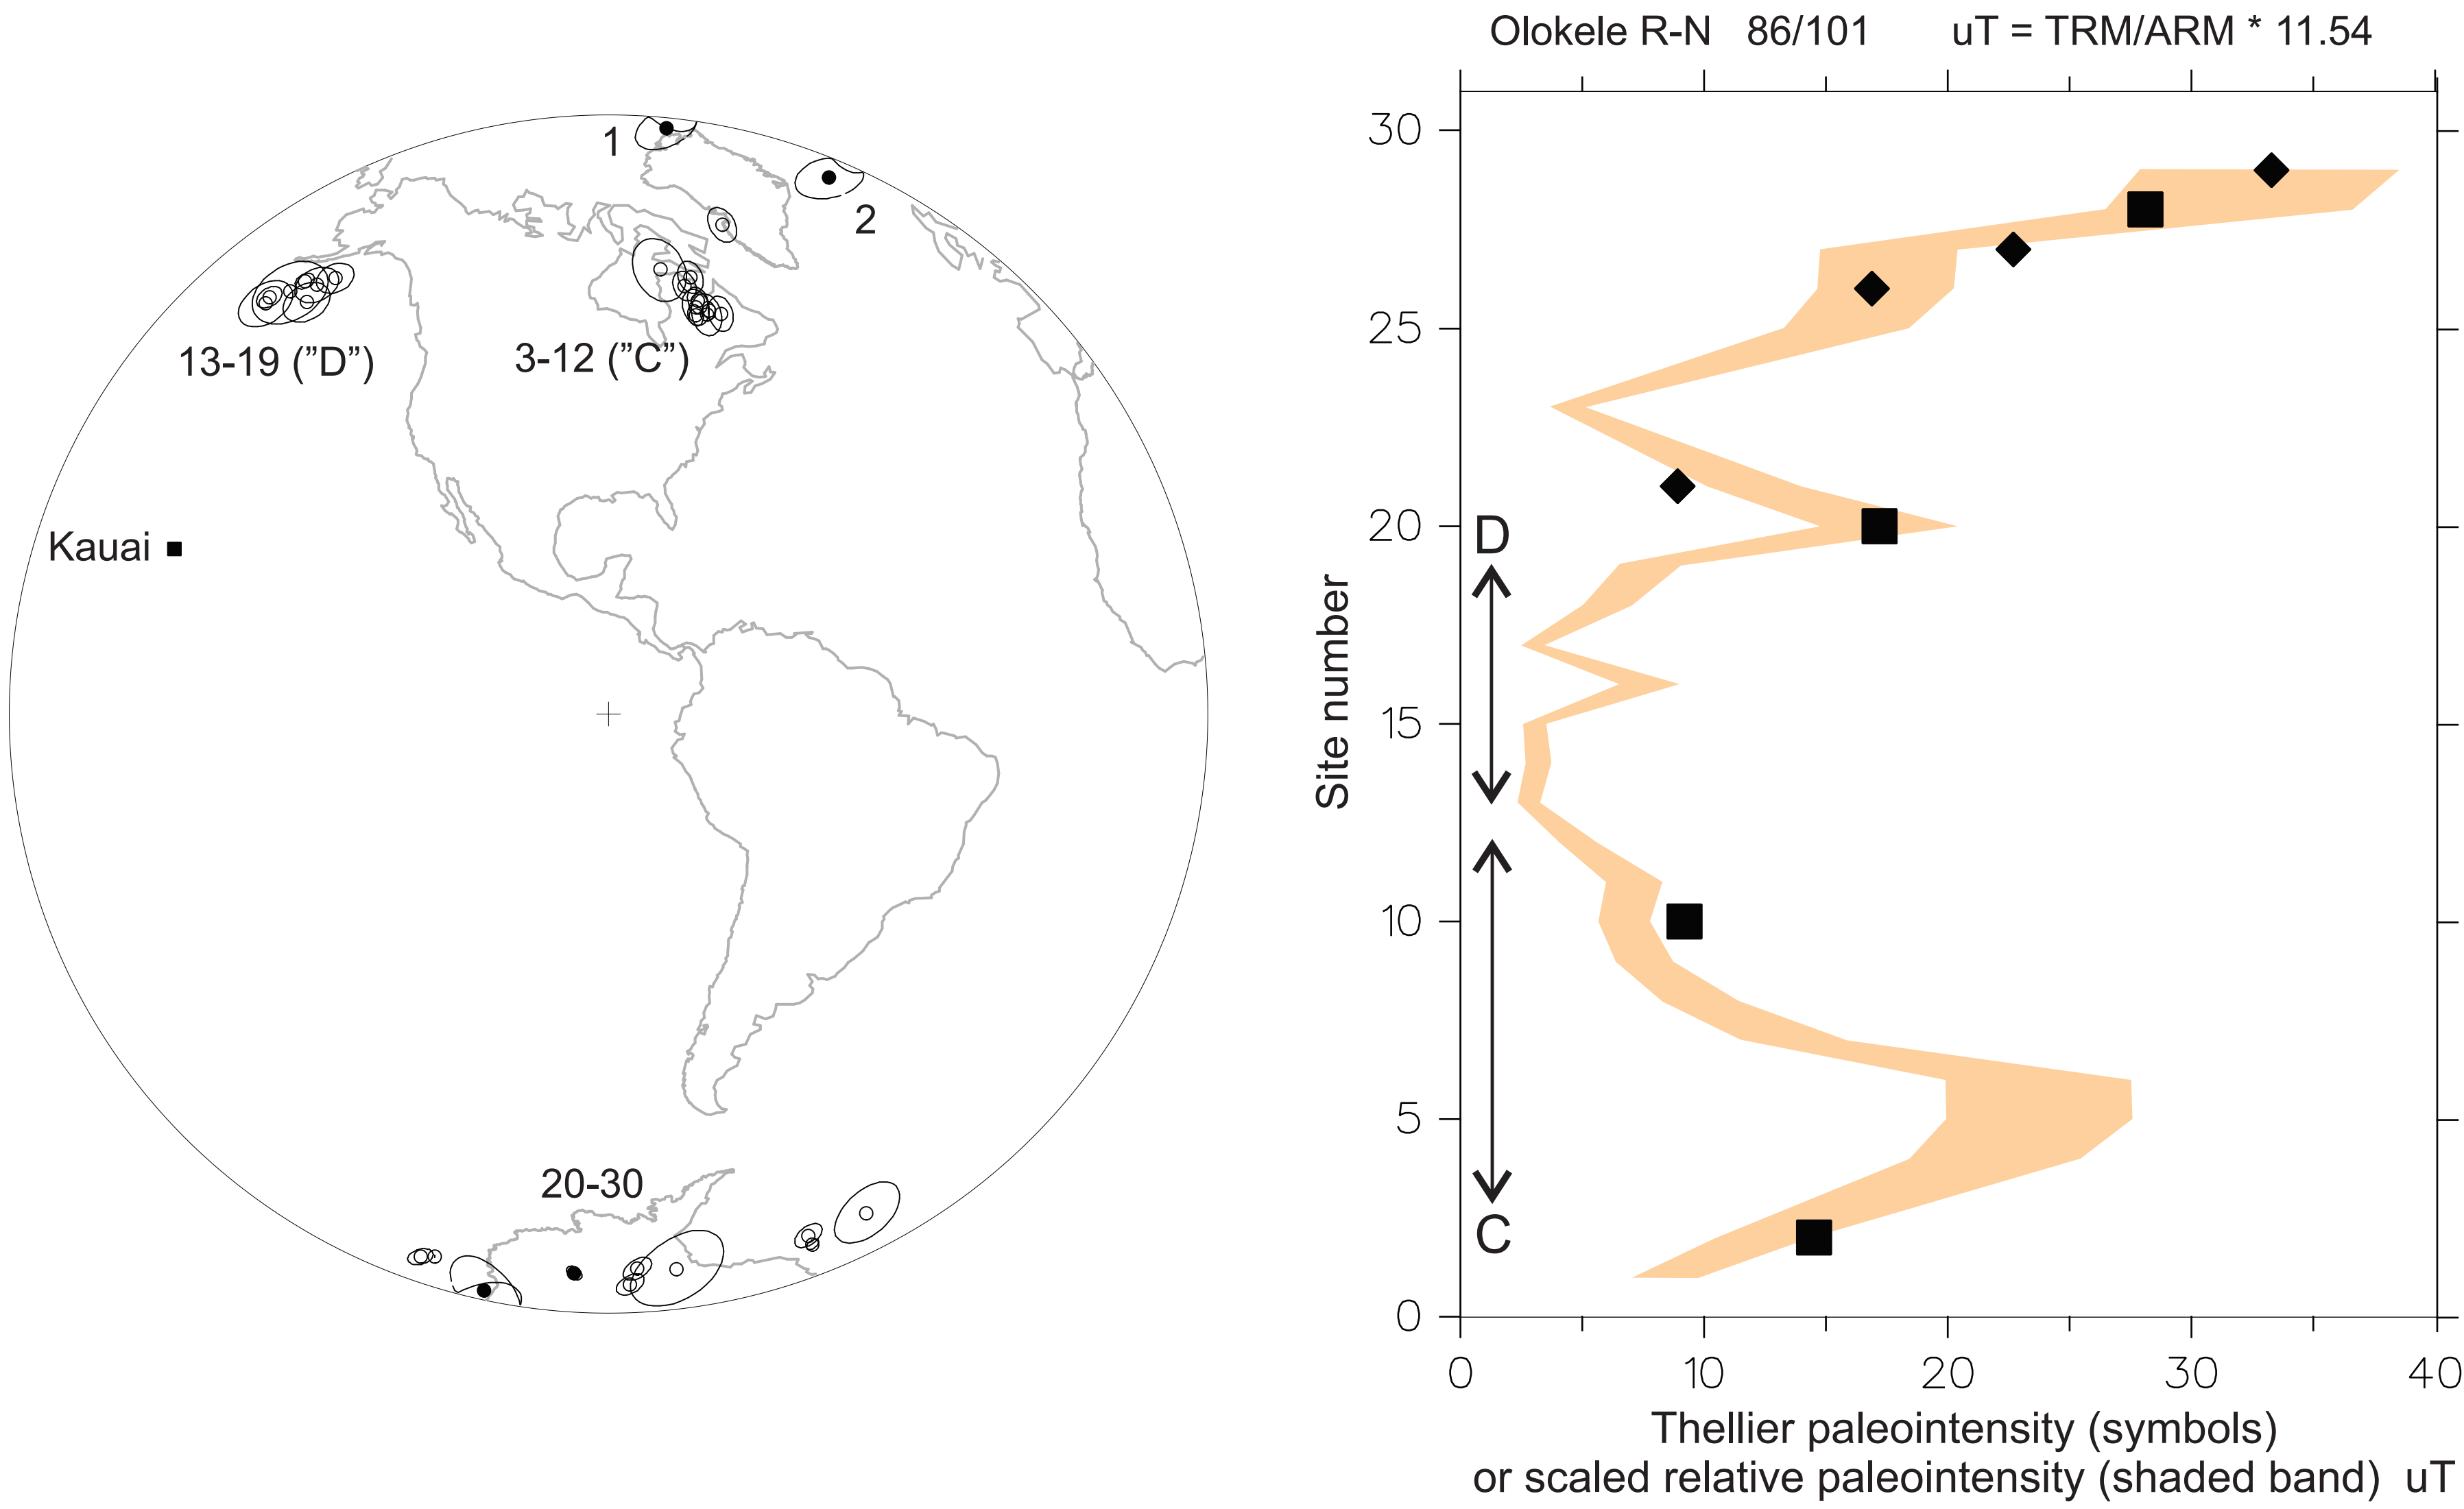 Olokele R-N 86/101 uT = TRM/ARM * 11.54
1
2
13-19 (”D”)
3-12 (”C”)
Kauai
20-30
30
25
20
15
10
5
0
Site number
D
C
0 10 20 30 40
Thellier paleointensity (symbols)
or scaled relative paleointensity (shaded band) uT